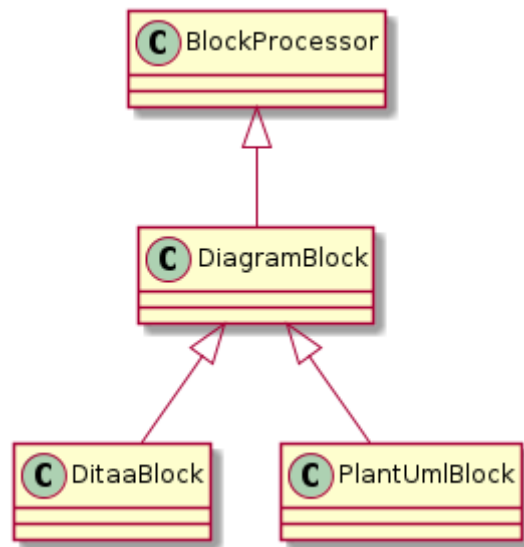 C BlockProcessor
C DiagramBlock
C DitaaBlock
C PlantUmlBlock